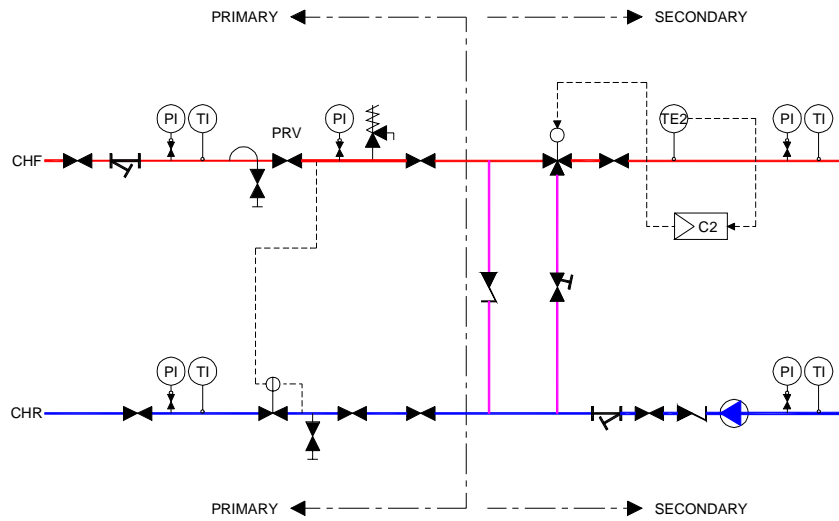 PRIMARY SECONDARY
PI TI PI TE2 PI TI
PRV
CHF
C2
PI TI PI TI
CHR
PRIMARY SECONDARY